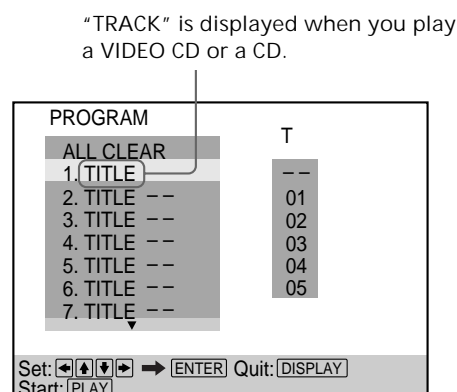 “TRACK” is displayed when you play
a VIDEO CD or a CD.
PROGRAM
T
ALL CLEAR
1. TITLE
2. TITLE – –
3. TITLE – –
4. TITLE – –
5. TITLE – –
6. TITLE – –
7. TITLE – –
– –
01
02
03
04
05
Set: ENTER Quit: DISPLAY
Start: PLAY